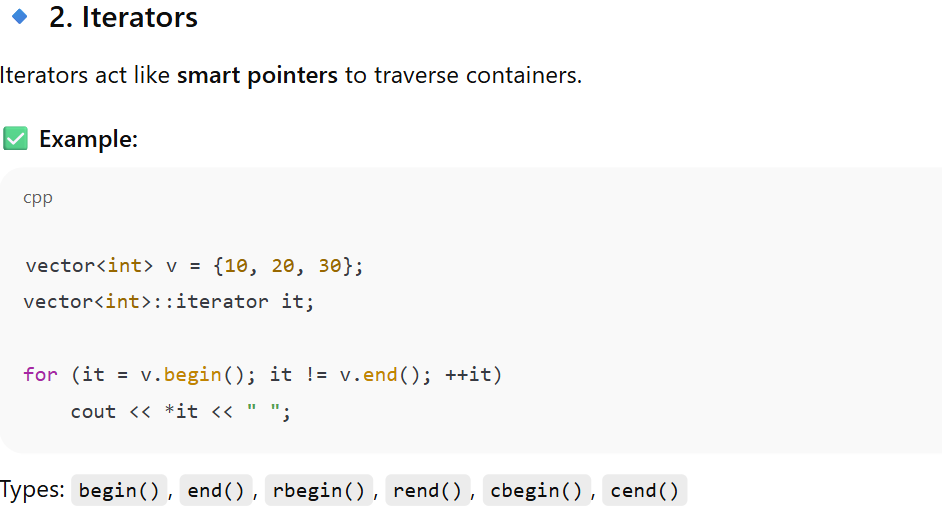 2. Iterators
Iterators act like smart pointers to traverse containers.
Example:
cpp
vector<int> v = {10, 20, 30};
vector<int>::iterator it;
for (it = v.begin(); it != v.end(); ++it)
    cout << *it << " ";
Types: begin(), end(), rbegin(), rend(), cbegin(), cend()